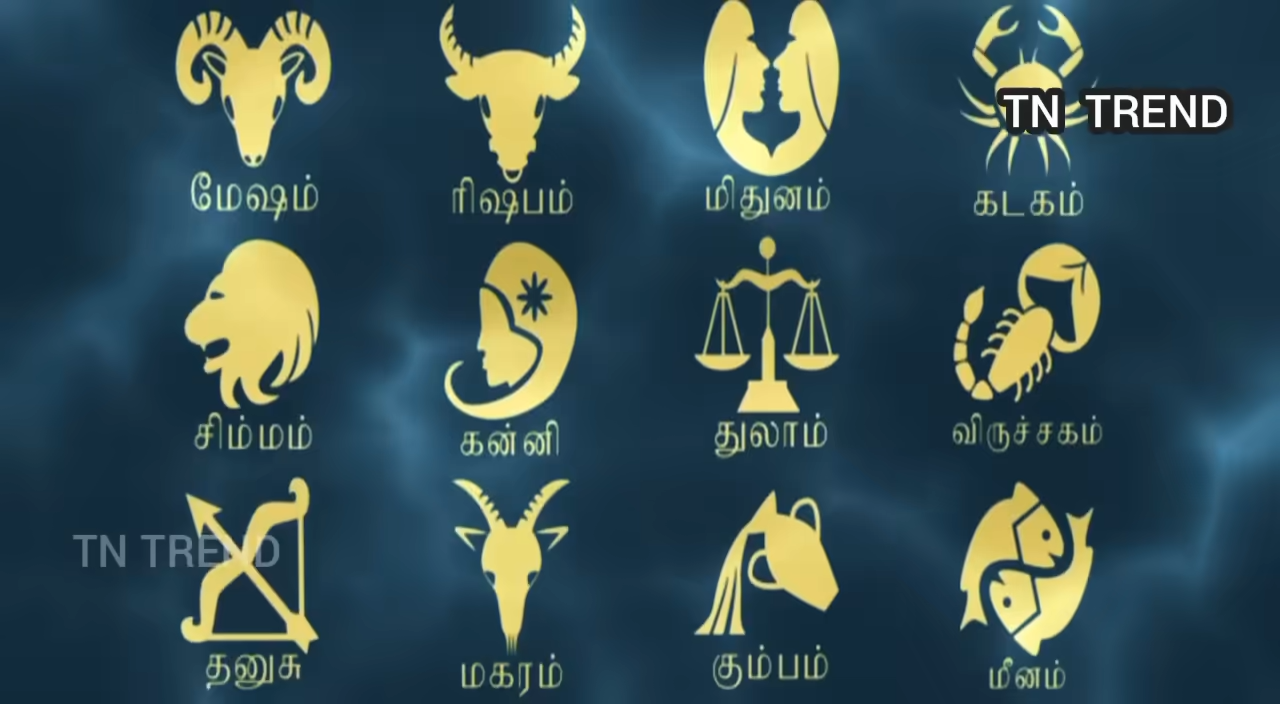 TN TREND
மேஷம் ரிஷபம் மிதுனம் கடகம்
சிம்மம் கன்னி துலாம் விருச்சகம்
TN TREND
தனுசு மகரம் கும்பம் மீனம்